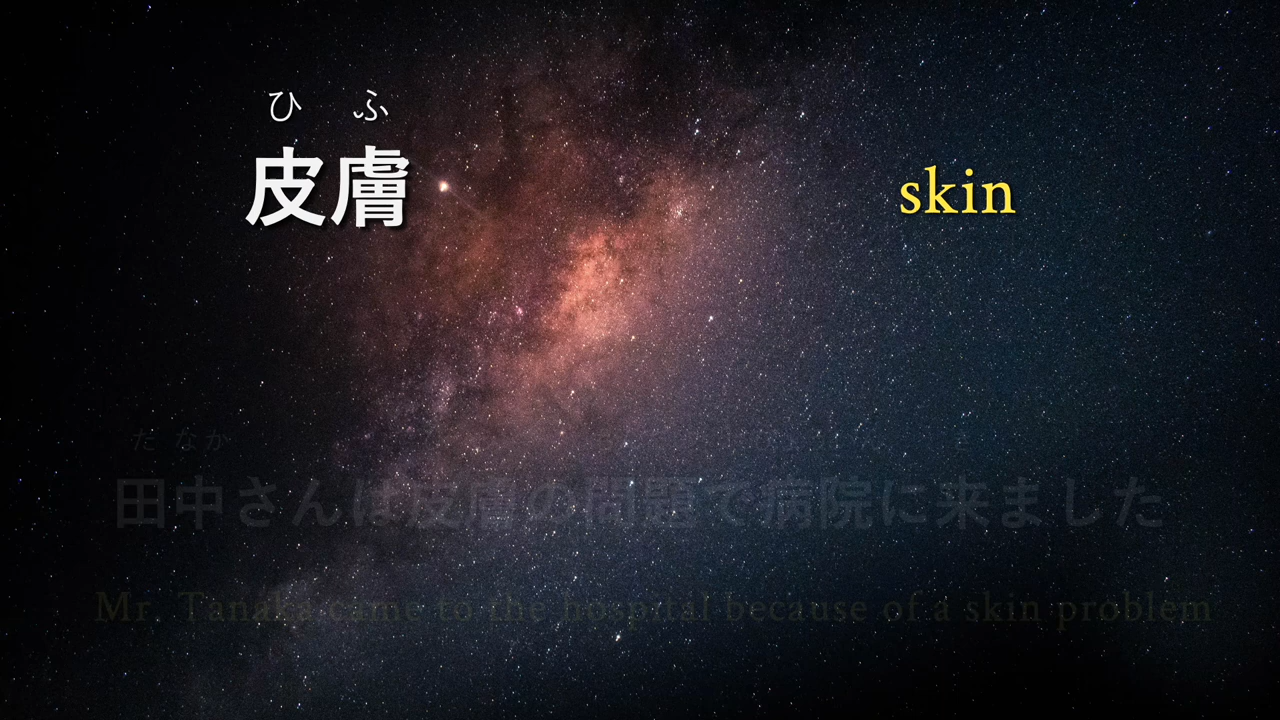 ひ ふ
皮膚
skin
た なか
田中さんは皮膚の問題で病院に来ました
Mr. Tanaka came to the hospital because of a skin problem